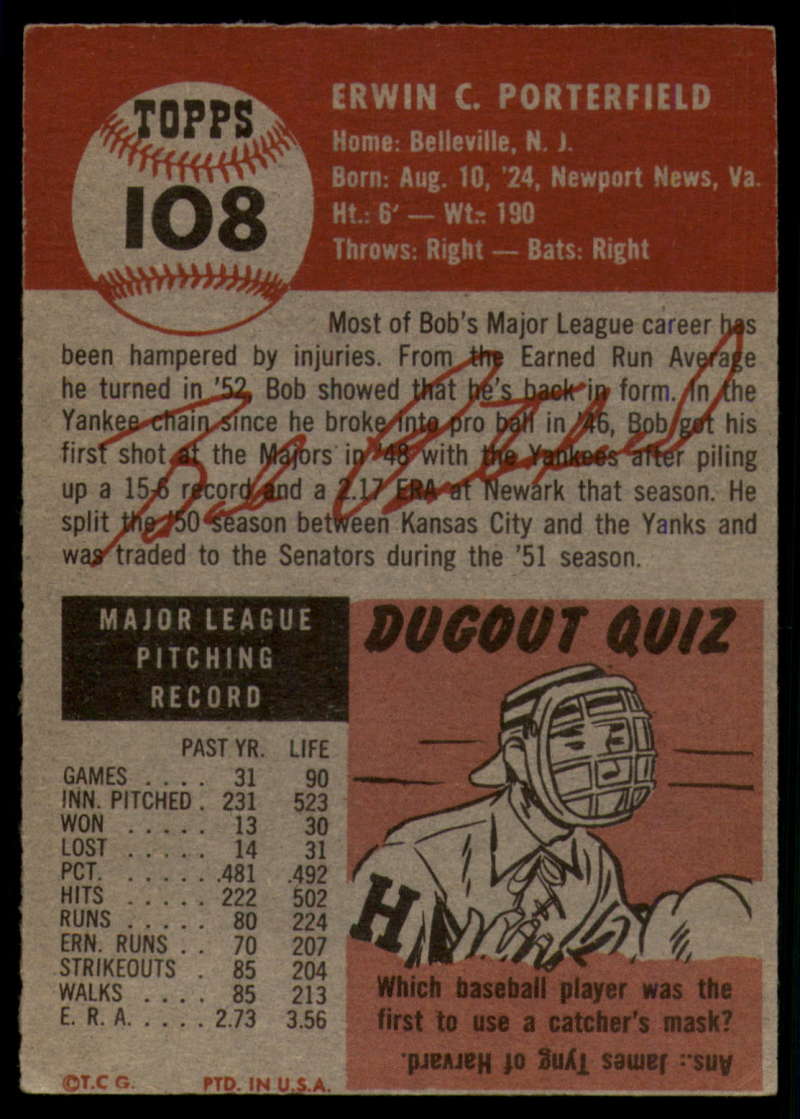 TOPPS
108
ERWIN C. PORTERFIELD
Home: Belleville, N. J.
Born: Aug. 10, '24, Newport News, Va.
Ht.: 6' — Wt.: 190
Throws: Right — Bats: Right
Most of Bob's Major League career has
been hampered by injuries. From the Earned Run Average
he turned in '52, Bob showed that he's back in form. In the
Yankee chain since he broke into pro ball in '46, Bob got his
first shot at the Majors in '48 with the Yankees after piling
up a 15-6 record and a 2.17 ERA at Newark that season. He
split the '50 season between Kansas City and the Yanks and
was traded to the Senators during the '51 season.
Bob Porterfield
MAJOR LEAGUE
PITCHING
RECORD
PAST YR. LIFE
GAMES . . . . 31 90
INN. PITCHED . 231 523
WON . . . . . 13 30
LOST . . . . . 14 31
PCT. . . . . . .481 .492
HITS . . . . . 222 502
RUNS . . . . . 80 224
ERN. RUNS . . 70 207
STRIKEOUTS . 85 204
WALKS . . . . 85 213
E. R. A. . . . . 2.73 3.56
©T.C G. PTD. IN U.S.A.
DUGOUT QUIZ
H
Which baseball player was the
first to use a catcher's mask?
Ans.: James Tyng of Harvard.